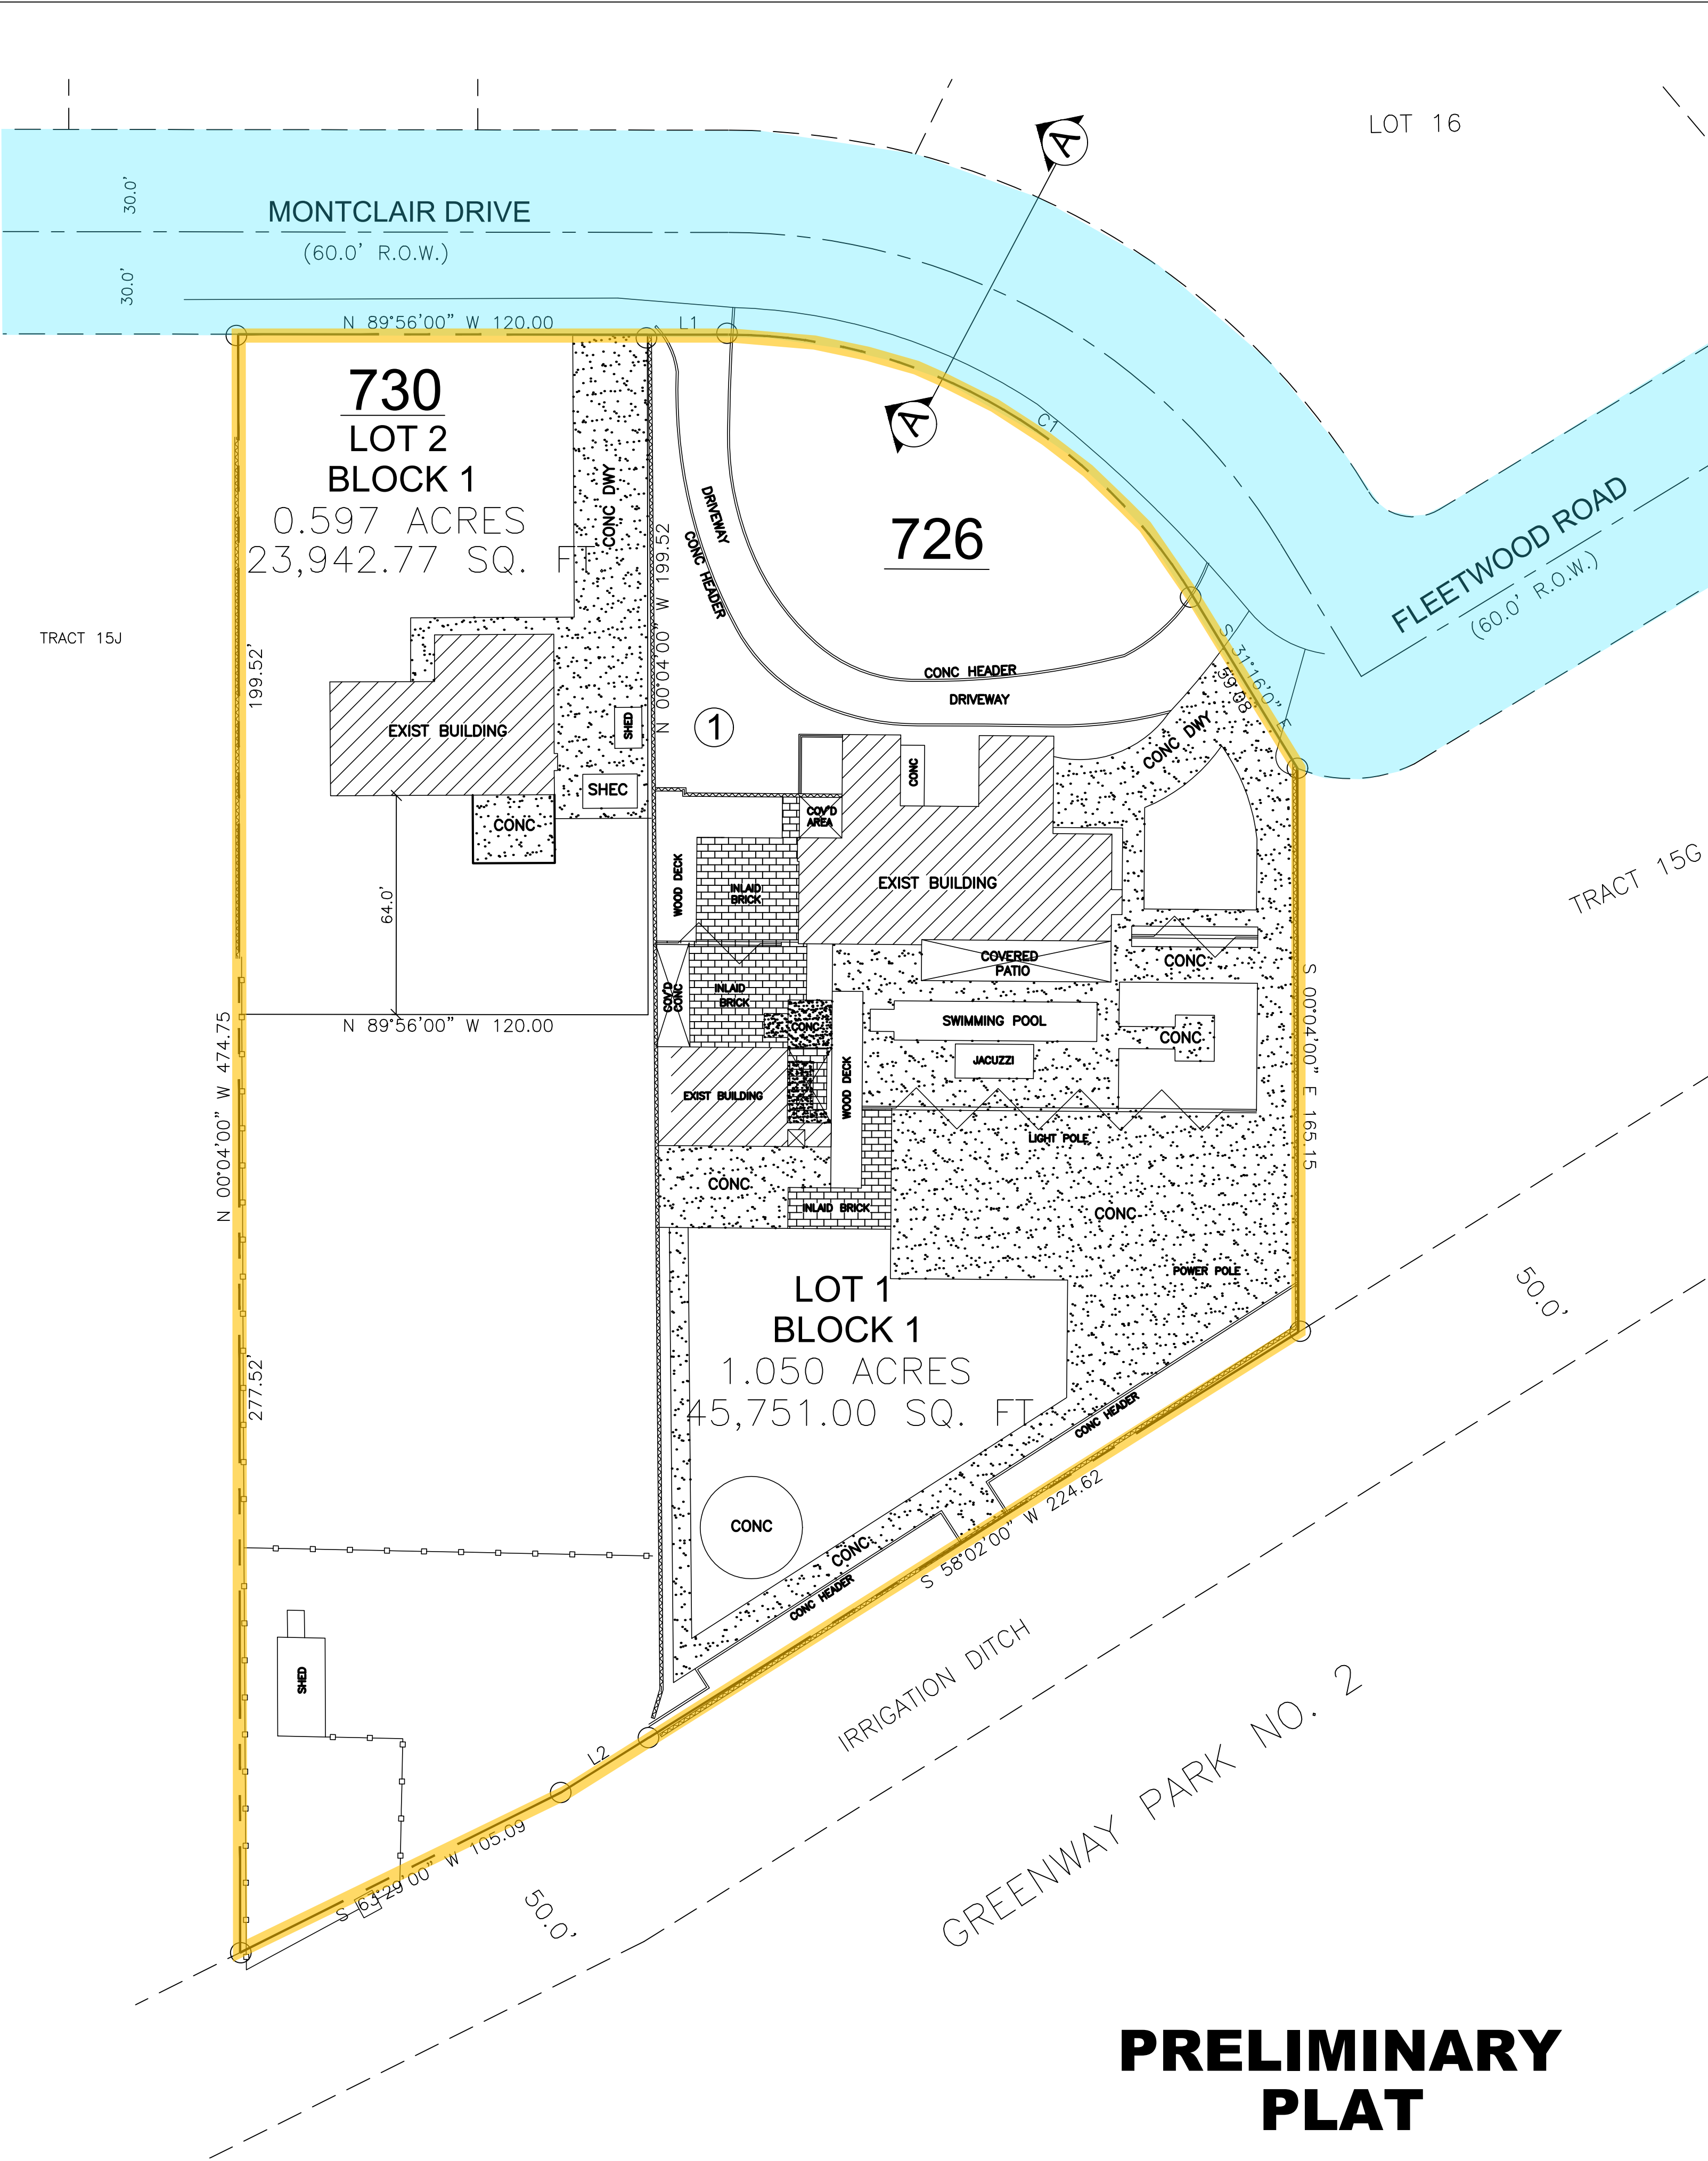 LOT 16
A
30.0'
MONTCLAIR DRIVE
(60.0' R.O.W.)
30.0'
N 89°56'00" W 120.00
L1
A
C1
730
LOT 2
BLOCK 1
0.597 ACRES
23,942.77 SQ. FT
CONC DWY
DRIVEWAY
CONC HEADER
726
FLEETWOOD ROAD
(60.0' R.O.W.)
TRACT 15J
199.52'
N 00°04'00" W 199.52
S 31°16'0" E
59.08
CONC HEADER
DRIVEWAY
EXIST BUILDING
SHED
1
CONC DWY
SHEC
CONC
CONC
COV'D
AREA
WOOD DECK
INLAID
BRICK
EXIST BUILDING
TRACT 15G
64.0'
COVERED
PATIO
CONC
COV'D
CONC
INLAID
BRICK
N 89°56'00" W 120.00
CONC
SWIMMING POOL
CONC
JACUZZI
S 00°04'00" E 165.15
N 00°04'00" W 474.75
EXIST BUILDING
WOOD DECK
LIGHT POLE
CONC
INLAID BRICK
CONC
POWER POLE
LOT 1
BLOCK 1
1.050 ACRES
45,751.00 SQ. FT
50.0'
277.52'
CONC HEADER
CONC
CONC
CONC HEADER
S 58°02'00" W 224.62
SHED
IRRIGATION DITCH
L2
GREENWAY PARK NO. 2
S 63°29'00" W 105.09
50.0'
PRELIMINARY
PLAT